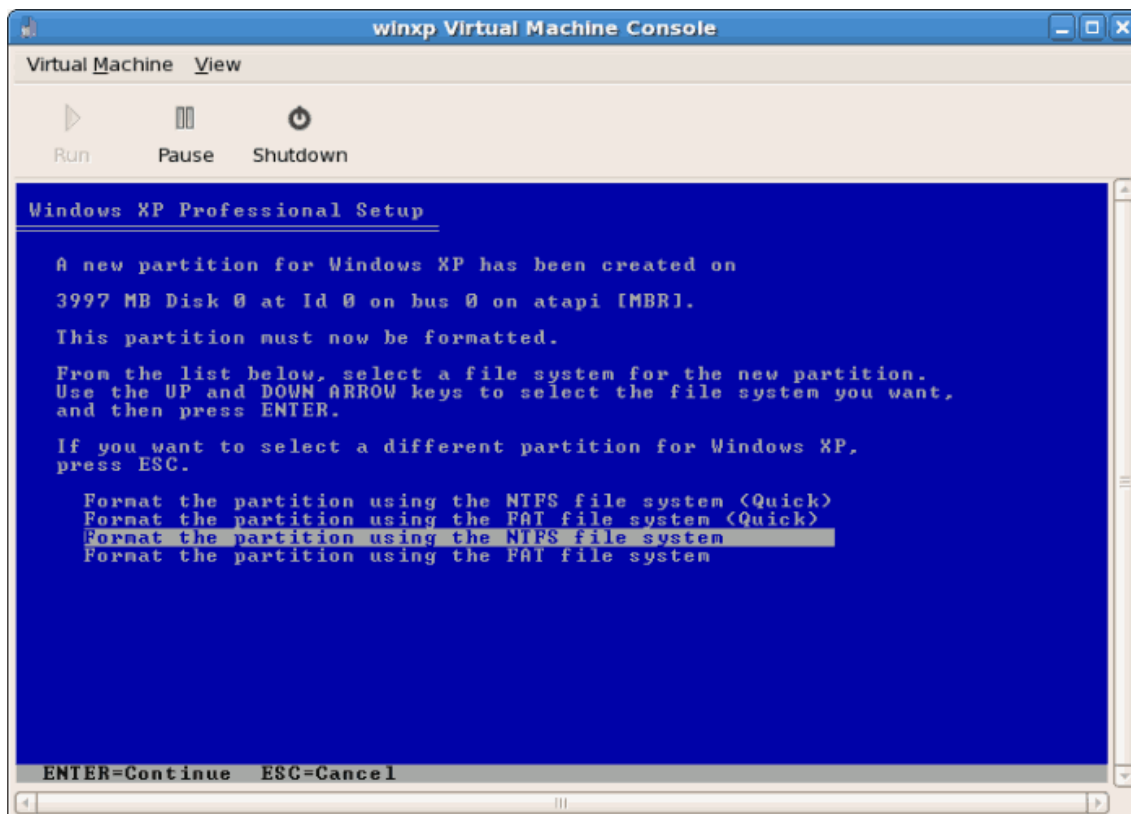 winxp Virtual Machine Console
Virtual Machine View
Run Pause Shutdown
Windows XP Professional Setup
A new partition for Windows XP has been created on
3997 MB Disk 0 at Id 0 on bus 0 on atapi [MBR].
This partition must now be formatted.
From the list below, select a file system for the new partition.
Use the UP and DOWN ARROW keys to select the file system you want,
and then press ENTER.
If you want to select a different partition for Windows XP,
press ESC.
Format the partition using the NTFS file system (Quick)
Format the partition using the FAT file system (Quick)
Format the partition using the NTFS file system
Format the partition using the FAT file system
ENTER=Continue ESC=Cancel